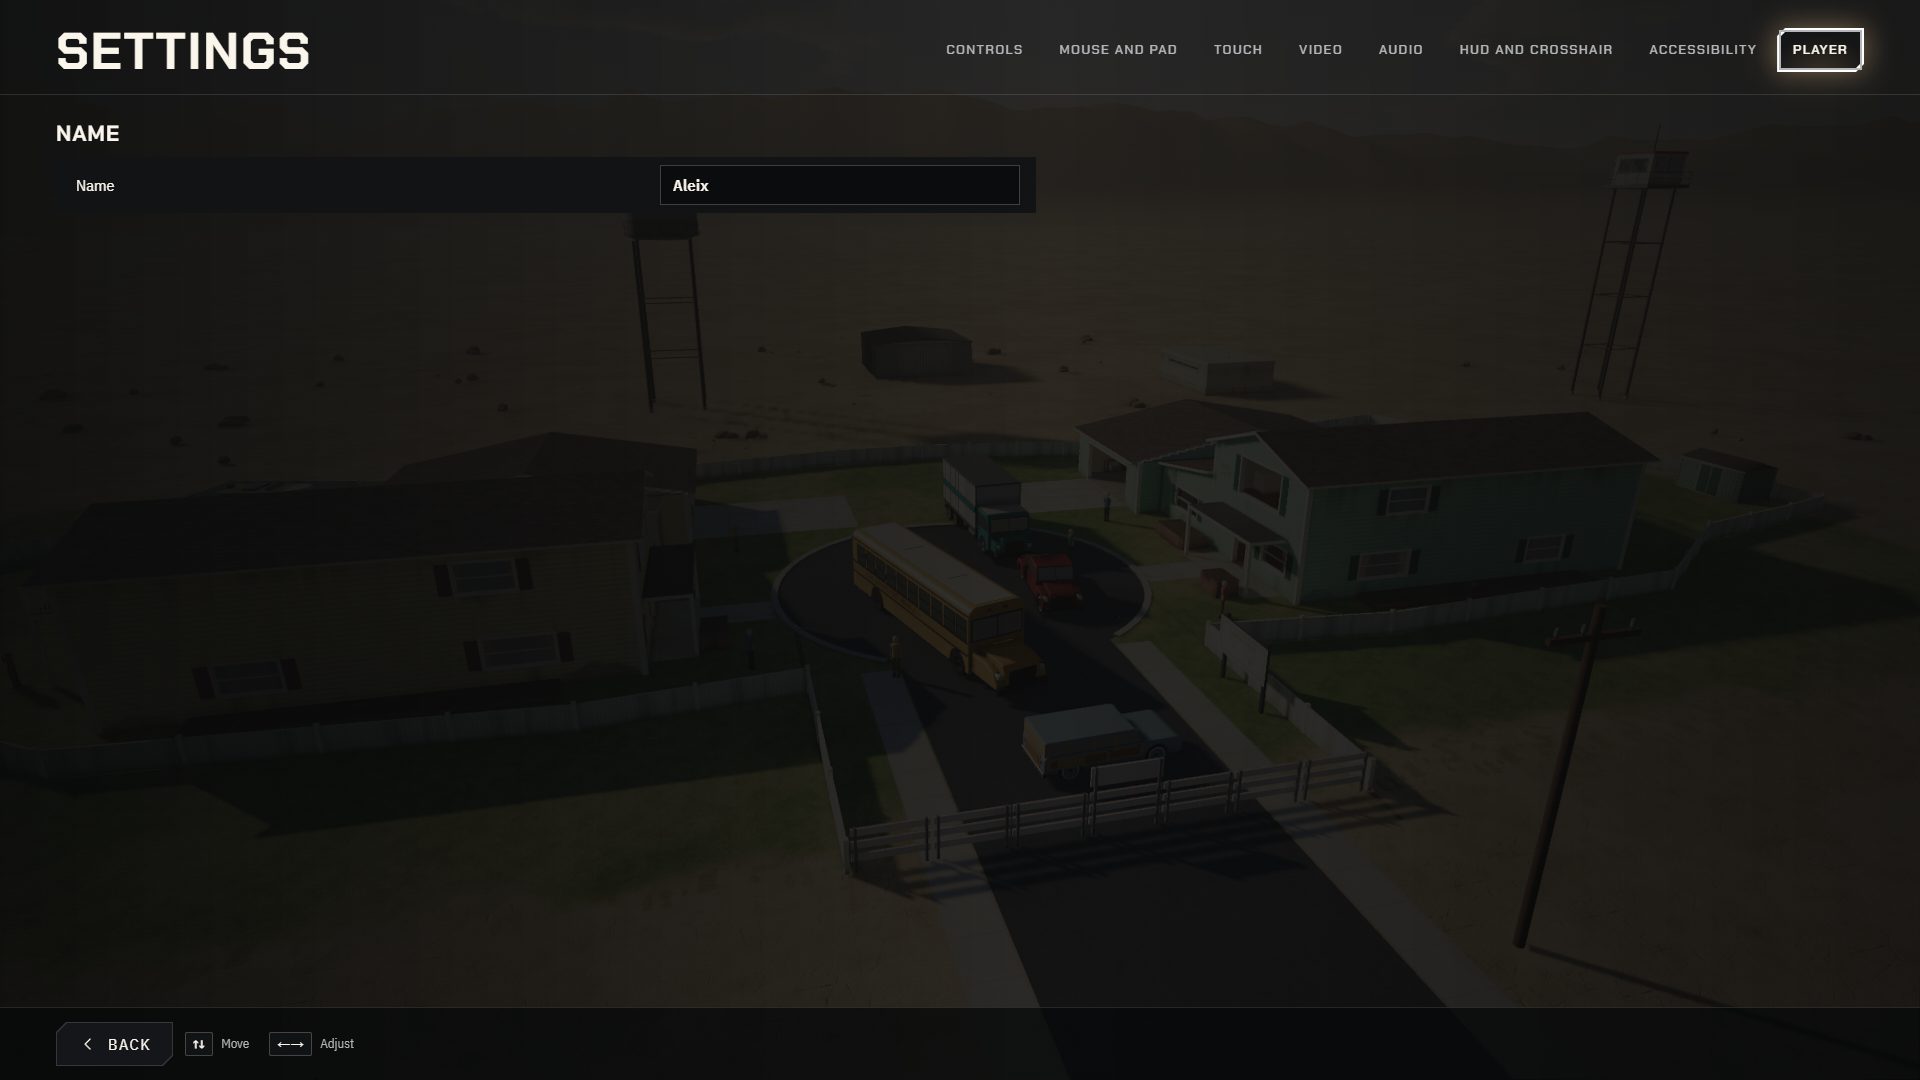 SETTINGS
CONTROLS MOUSE AND PAD TOUCH VIDEO AUDIO HUD AND CROSSHAIR ACCESSIBILITY PLAYER
NAME
Name Aleix
BACK Move Adjust